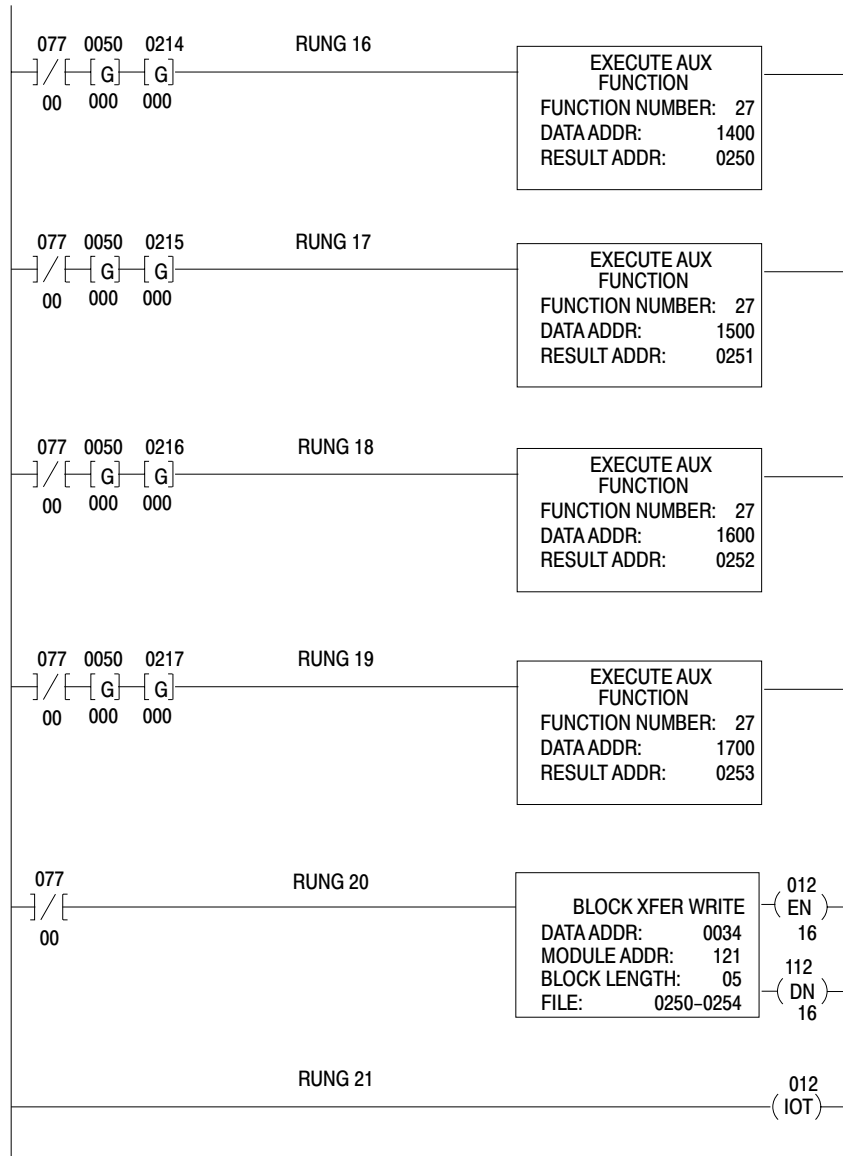 077 0050 0214 RUNG 16
] / [ [ G ] [ G ]
00 000 000
EXECUTE AUX
FUNCTION
FUNCTION NUMBER: 27
DATA ADDR: 1400
RESULT ADDR: 0250
077 0050 0215 RUNG 17
] / [ [ G ] [ G ]
00 000 000
EXECUTE AUX
FUNCTION
FUNCTION NUMBER: 27
DATA ADDR: 1500
RESULT ADDR: 0251
077 0050 0216 RUNG 18
] / [ [ G ] [ G ]
00 000 000
EXECUTE AUX
FUNCTION
FUNCTION NUMBER: 27
DATA ADDR: 1600
RESULT ADDR: 0252
077 0050 0217 RUNG 19
] / [ [ G ] [ G ]
00 000 000
EXECUTE AUX
FUNCTION
FUNCTION NUMBER: 27
DATA ADDR: 1700
RESULT ADDR: 0253
077 RUNG 20
] / [
00
BLOCK XFER WRITE
DATA ADDR: 0034
MODULE ADDR: 121
BLOCK LENGTH: 05
FILE: 0250–0254
012
( EN )
16
112
( DN )
16
RUNG 21
012
( IOT )